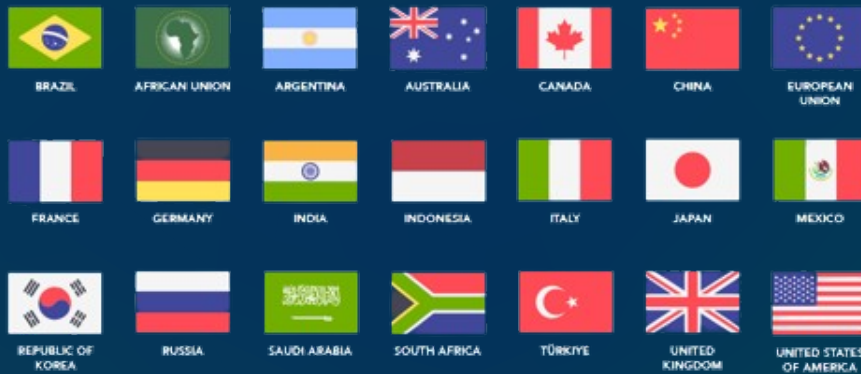 BRAZIL
AFRICAN UNION
ARGENTINA
AUSTRALIA
CANADA
CHINA
EUROPEAN
UNION
FRANCE
GERMANY
INDIA
INDONESIA
ITALY
JAPAN
MEXICO
REPUBLIC OF
KOREA
RUSSIA
SAUDI ARABIA
SOUTH AFRICA
TÜRKIYE
UNITED
KINGDOM
UNITED STATES
OF AMERICA